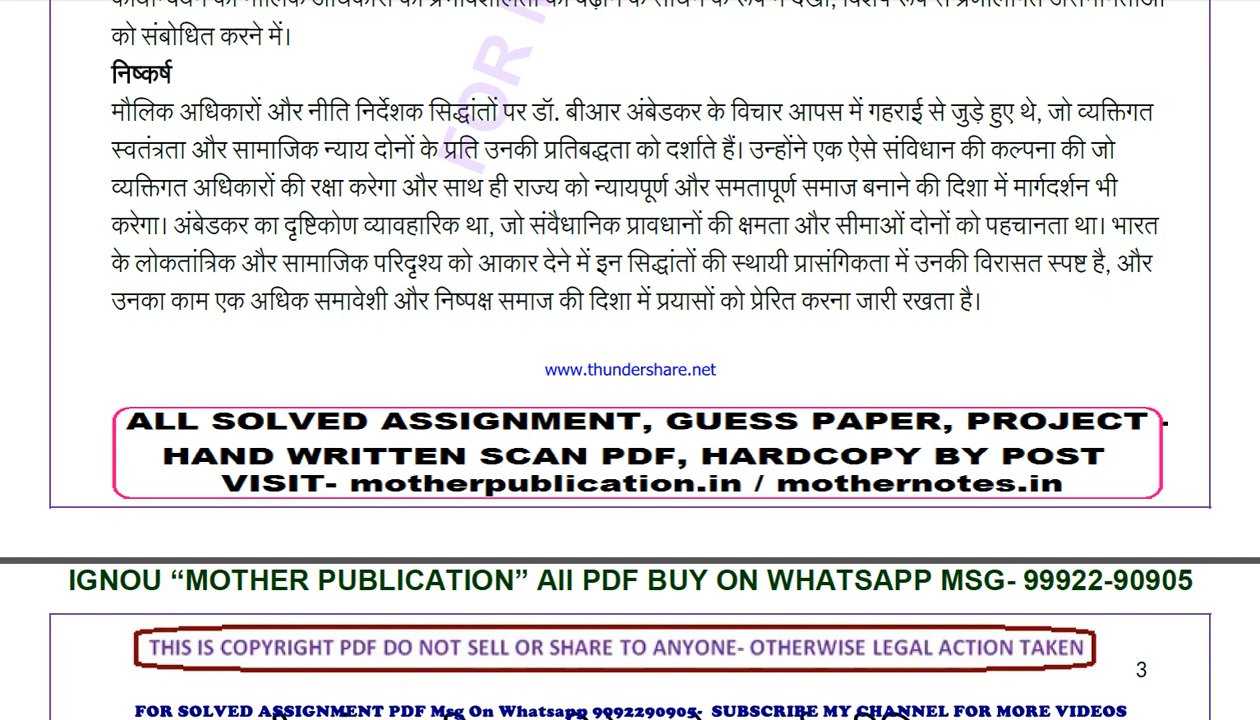 को संबोधित करने में।
निष्कर्ष
मौलिक अधिकारों और नीति निर्देशक सिद्धांतों पर डॉ. बीआर अंबेडकर के विचार आपस में गहराई से जुड़े हुए थे, जो व्यक्तिगत
स्वतंत्रता और सामाजिक न्याय दोनों के प्रति उनकी प्रतिबद्धता को दर्शाते हैं। उन्होंने एक ऐसे संविधान की कल्पना की जो
व्यक्तिगत अधिकारों की रक्षा करेगा और साथ ही राज्य को न्यायपूर्ण और समतापूर्ण समाज बनाने की दिशा में मार्गदर्शन भी
करेगा। अंबेडकर का दृष्टिकोण व्यावहारिक था, जो संवैधानिक प्रावधानों की क्षमता और सीमाओं दोनों को पहचानता था। भारत
के लोकतांत्रिक और सामाजिक परिदृश्य को आकार देने में इन सिद्धांतों की स्थायी प्रासंगिकता में उनकी विरासत स्पष्ट है, और
उनका काम एक अधिक समावेशी और निष्पक्ष समाज की दिशा में प्रयासों को प्रेरित करना जारी रखता है।
FOR
www.thundershare.net
ALL SOLVED ASSIGNMENT, GUESS PAPER, PROJECT -
HAND WRITTEN SCAN PDF, HARDCOPY BY POST
VISIT- motherpublication.in / mothernotes.in
IGNOU “MOTHER PUBLICATION” All PDF BUY ON WHATSAPP MSG- 99922-90905
THIS IS COPYRIGHT PDF DO NOT SELL OR SHARE TO ANYONE- OTHERWISE LEGAL ACTION TAKEN
3
FOR SOLVED ASSIGNMENT PDF Msg On Whatsapp 9992290905- SUBSCRIBE MY CHANNEL FOR MORE VIDEOS